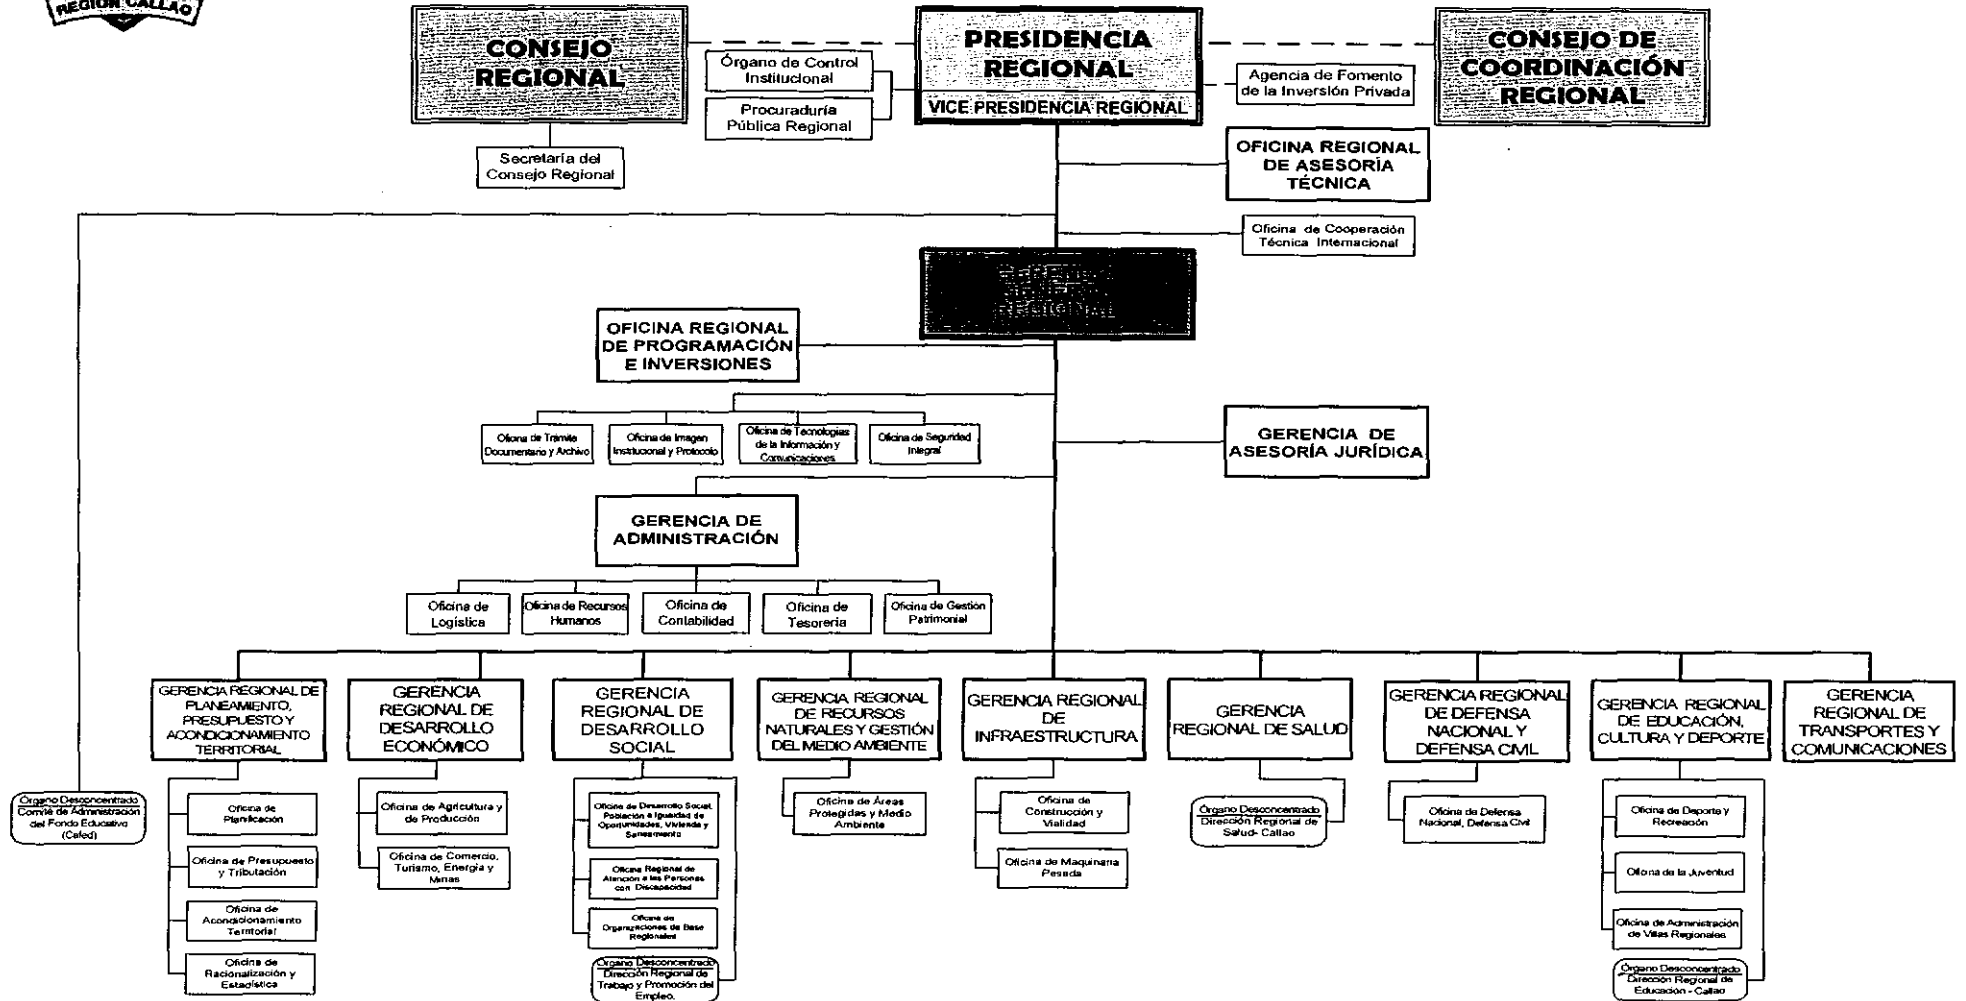 REGION CALLAO
CONSEJO
REGIONAL
Órgano de Control
Institucional
Procuraduría
Pública Regional
PRESIDENCIA
REGIONAL
VICE PRESIDENCIA REGIONAL
Agencia de Fomento
de la Inversión Privada
CONSEJO DE
COORDINACIÓN
REGIONAL
Secretaría del
Consejo Regional
OFICINA REGIONAL
DE ASESORÍA
TÉCNICA
Oficina de Cooperación
Técnica Internacional
GERENCIA
GENERAL
REGIONAL
OFICINA REGIONAL
DE PROGRAMACIÓN
E INVERSIONES
Oficina de Trámite
Documentario y Archivo
Oficina de Imagen
Institucional y Protocolo
Oficina de Tecnologías
de la Información y
Comunicaciones
Oficina de Seguridad
Integral
GERENCIA DE
ASESORÍA JURÍDICA
GERENCIA DE
ADMINISTRACIÓN
Oficina de
Logística
Oficina de Recursos
Humanos
Oficina de
Contabilidad
Oficina de
Tesorería
Oficina de Gestión
Patrimonial
GERENCIA REGIONAL DE
PLANEAMIENTO,
PRESUPUESTO Y
ACONDICIONAMIENTO
TERRITORIAL
GERENCIA
REGIONAL DE
DESARROLLO
ECONÓMICO
GERENCIA
REGIONAL DE
DESARROLLO
SOCIAL
GERENCIA REGIONAL
DE RECURSOS
NATURALES Y GESTIÓN
DEL MEDIO AMBIENTE
GERENCIA REGIONAL
DE
INFRAESTRUCTURA
GERENCIA
REGIONAL DE SALUD
GERENCIA REGIONAL
DE DEFENSA
NACIONAL Y
DEFENSA CIVIL
GERENCIA REGIONAL
DE EDUCACIÓN,
CULTURA Y DEPORTE
GERENCIA
REGIONAL DE
TRANSPORTES Y
COMUNICACIONES
Órgano Desconcentrado
Comité de Administración
del Fondo Educativo
(Cafed)
Oficina de
Planificación
Oficina de Presupuesto
y Tributación
Oficina de
Acondicionamiento
Territorial
Oficina de
Racionalización y
Estadística
Oficina de Agricultura y
de Producción
Oficina de Comercio,
Turismo, Energía y
Minas
Oficina de Desarrollo Social,
Población e Igualdad de
Oportunidades, Vivienda y
Saneamiento
Oficina Regional de
Atención a las Personas
con Discapacidad
Oficina de
Organizaciones de Base
Regionales
Órgano Desconcentrado
Dirección Regional de
Trabajo y Promoción del
Empleo.
Oficina de Áreas
Protegidas y Medio
Ambiente
Oficina de
Construcción y
Vialidad
Oficina de Maquinaria
Pesada
Órgano Desconcentrado
Dirección Regional de
Salud- Callao
Oficina de Defensa
Nacional, Defensa Civil
Oficina de Deporte y
Recreación
Oficina de la Juventud
Oficina de Administración
de Villas Regionales
Órgano Desconcentrado
Dirección Regional de
Educación - Callao